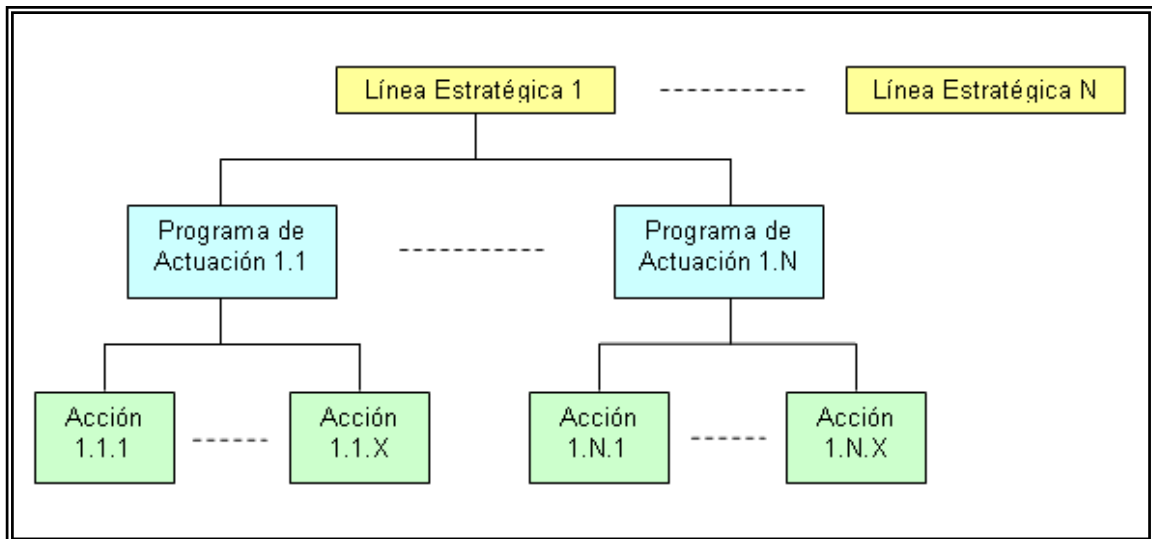 Línea Estratégica 1
Línea Estratégica N
Programa de
Actuación 1.1
Programa de
Actuación 1.N
Acción
1.1.1
Acción
1.1.X
Acción
1.N.1
Acción
1.N.X